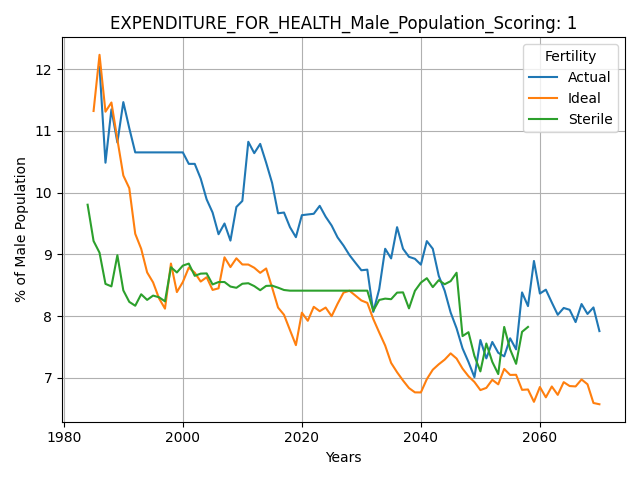 EXPENDITURE_FOR_HEALTH_Male_Population_Scoring: 1
Fertility
Actual
Ideal
Sterile
% of Male Population
12
11
10
9
8
7
1980
2000
2020
2040
2060
Years